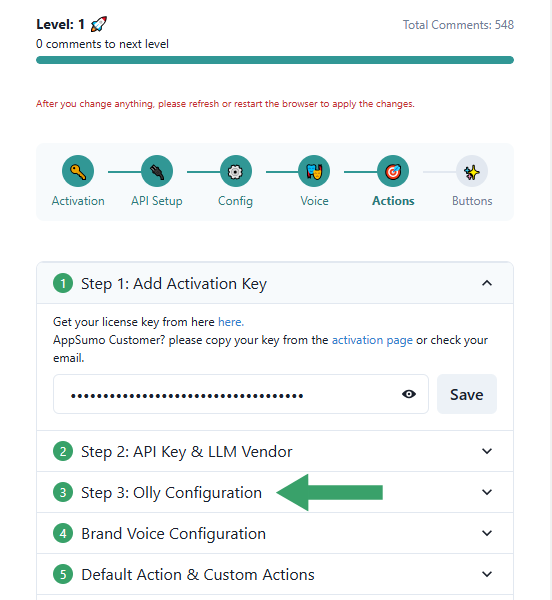 Level: 1 🚀
Total Comments: 548
0 comments to next level
After you change anything, please refresh or restart the browser to apply the changes.
Activation
API Setup
Config
Voice
Actions
Buttons
1 Step 1: Add Activation Key
Get your license key from here here.
AppSumo Customer? please copy your key from the activation page or check your
email.
••••••••••••••••••••••••••••••••••••
Save
2 Step 2: API Key & LLM Vendor
3 Step 3: Olly Configuration
4 Brand Voice Configuration
5 Default Action & Custom Actions